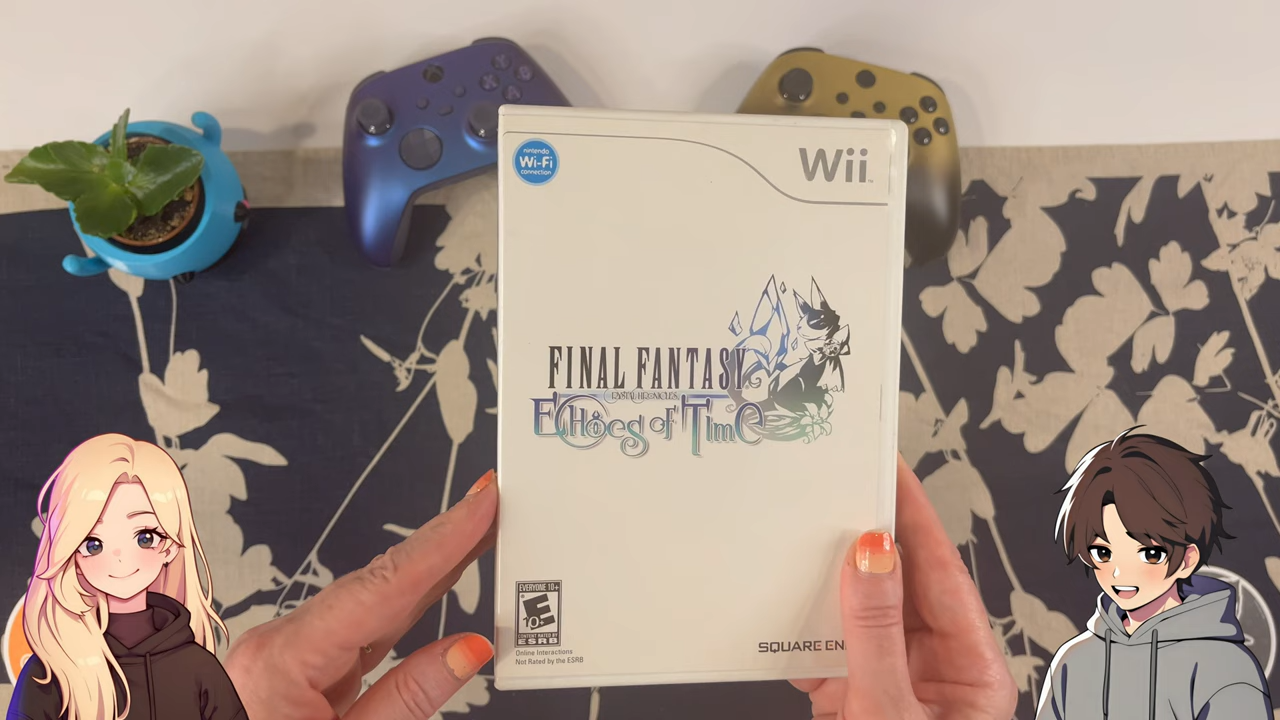 nintendo
Wi-Fi
connection
Wii
FINAL FANTASY
CRYSTAL CHRONICLES
Echoes of Time
EVERYONE 10+
E
10+
CONTENT RATED BY
ESRB
Online Interactions
Not Rated by the ESRB
SQUARE EN